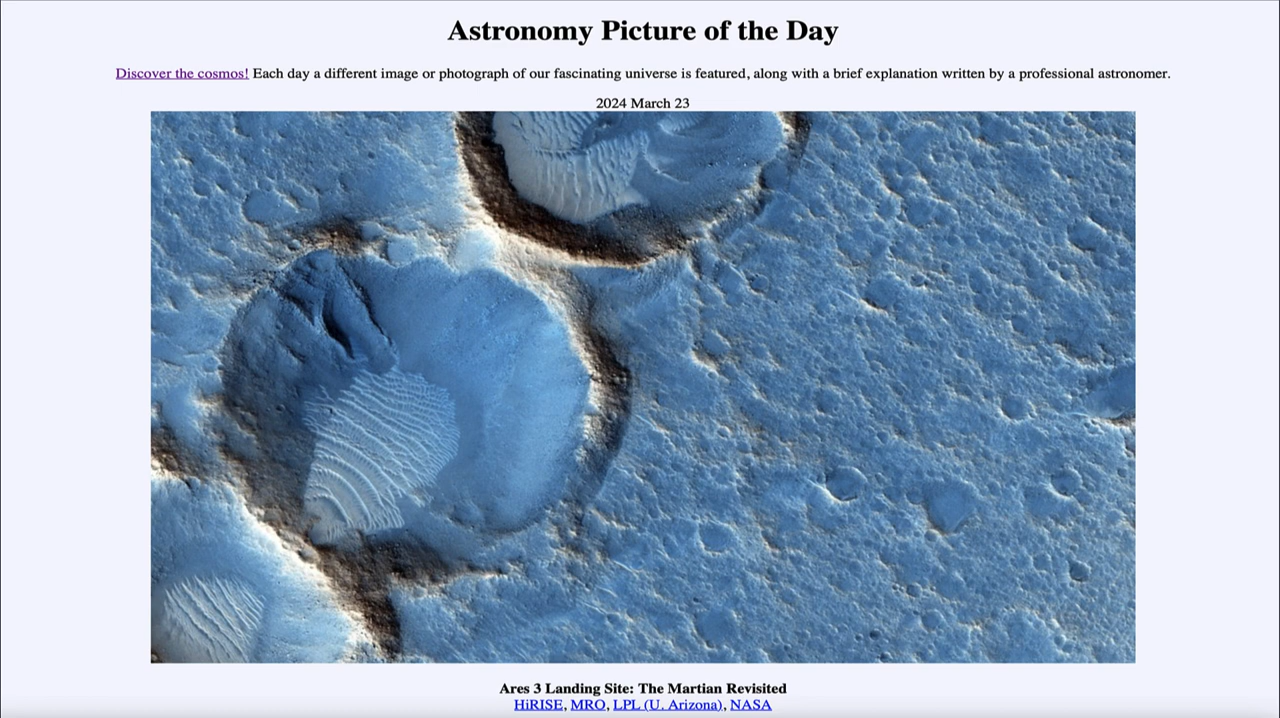 Astronomy Picture of the Day
Discover the cosmos! Each day a different image or photograph of our fascinating universe is featured, along with a brief explanation written by a professional astronomer.
2024 March 23
Ares 3 Landing Site: The Martian Revisited
HiRISE, MRO, LPL (U. Arizona), NASA